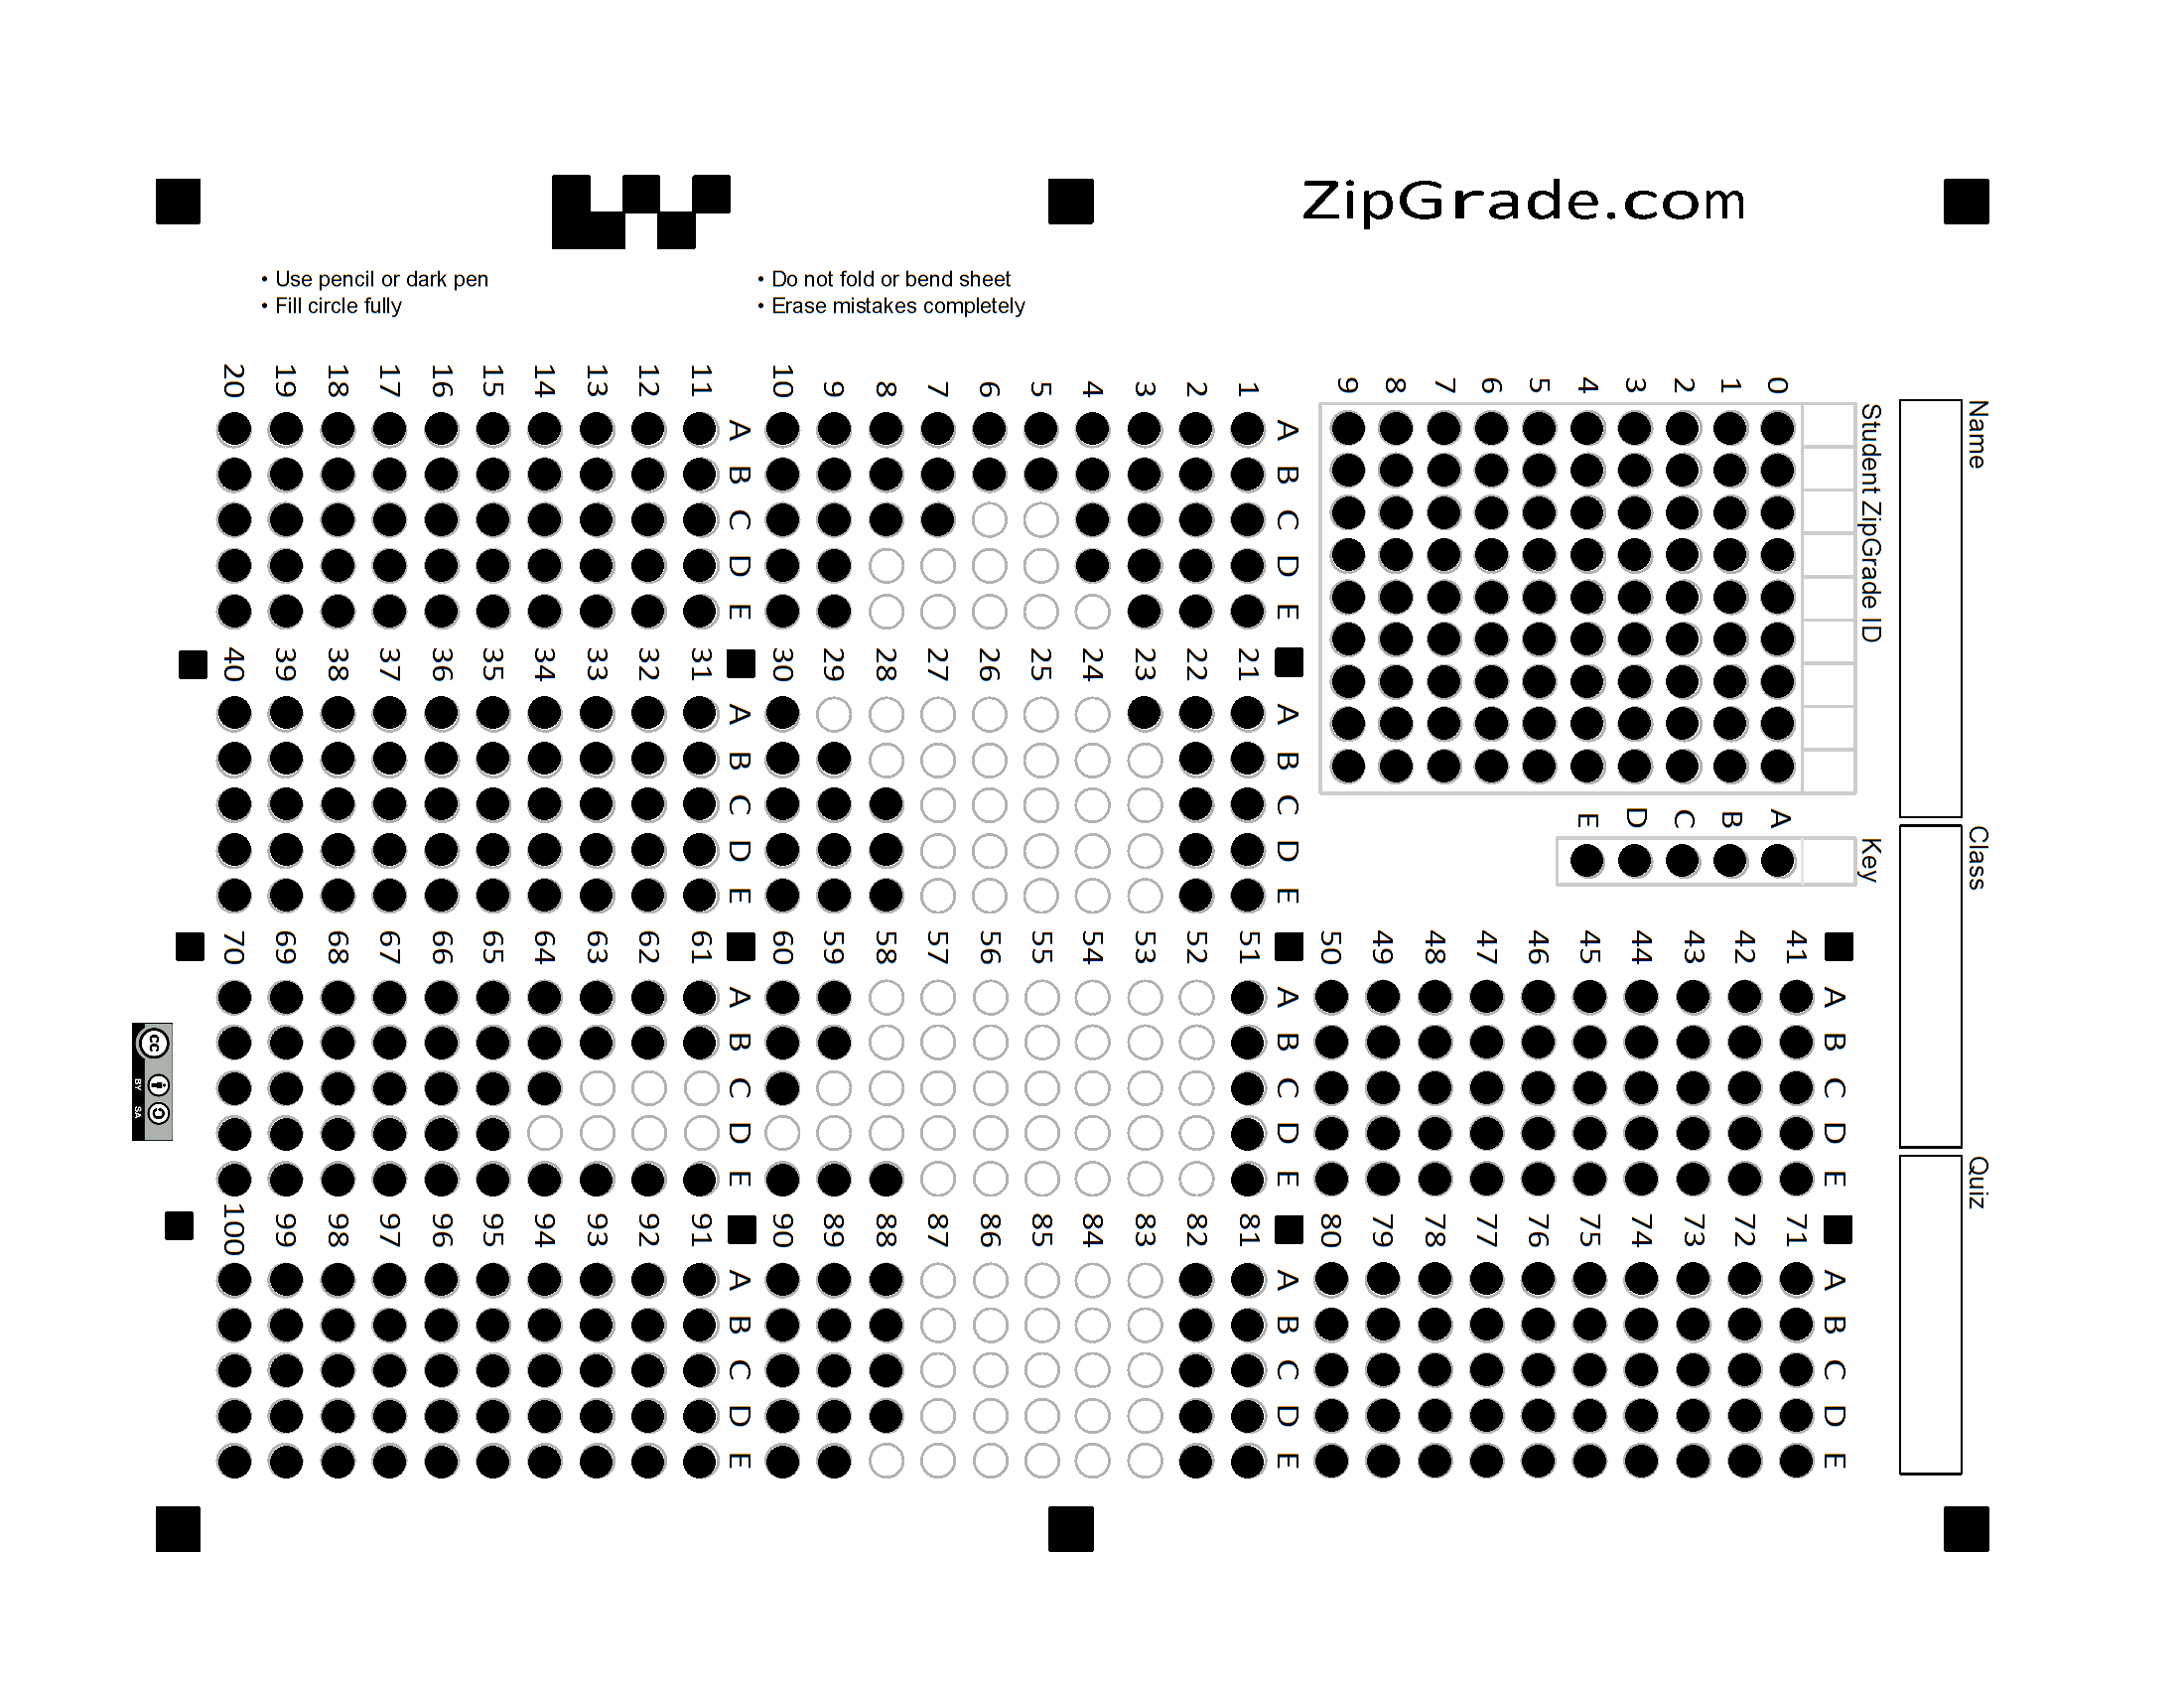 ZipGrade.com
• Use pencil or dark pen
• Fill circle fully
• Do not fold or bend sheet
• Erase mistakes completely
Name
Class
Quiz
Student ZipGrade ID
0 1 2 3 4 5 6 7 8 9
Key
A B C D E
A B C D E
1 2 3 4 5 6 7 8 9 10
A B C D E
11 12 13 14 15 16 17 18 19 20
A B C D E
21 22 23 24 25 26 27 28 29 30
A B C D E
31 32 33 34 35 36 37 38 39 40
A B C D E
41 42 43 44 45 46 47 48 49 50
A B C D E
51 52 53 54 55 56 57 58 59 60
A B C D E
61 62 63 64 65 66 67 68 69 70
A B C D E
71 72 73 74 75 76 77 78 79 80
A B C D E
81 82 83 84 85 86 87 88 89 90
A B C D E
91 92 93 94 95 96 97 98 99 100
A B C D E
cc
BY SA